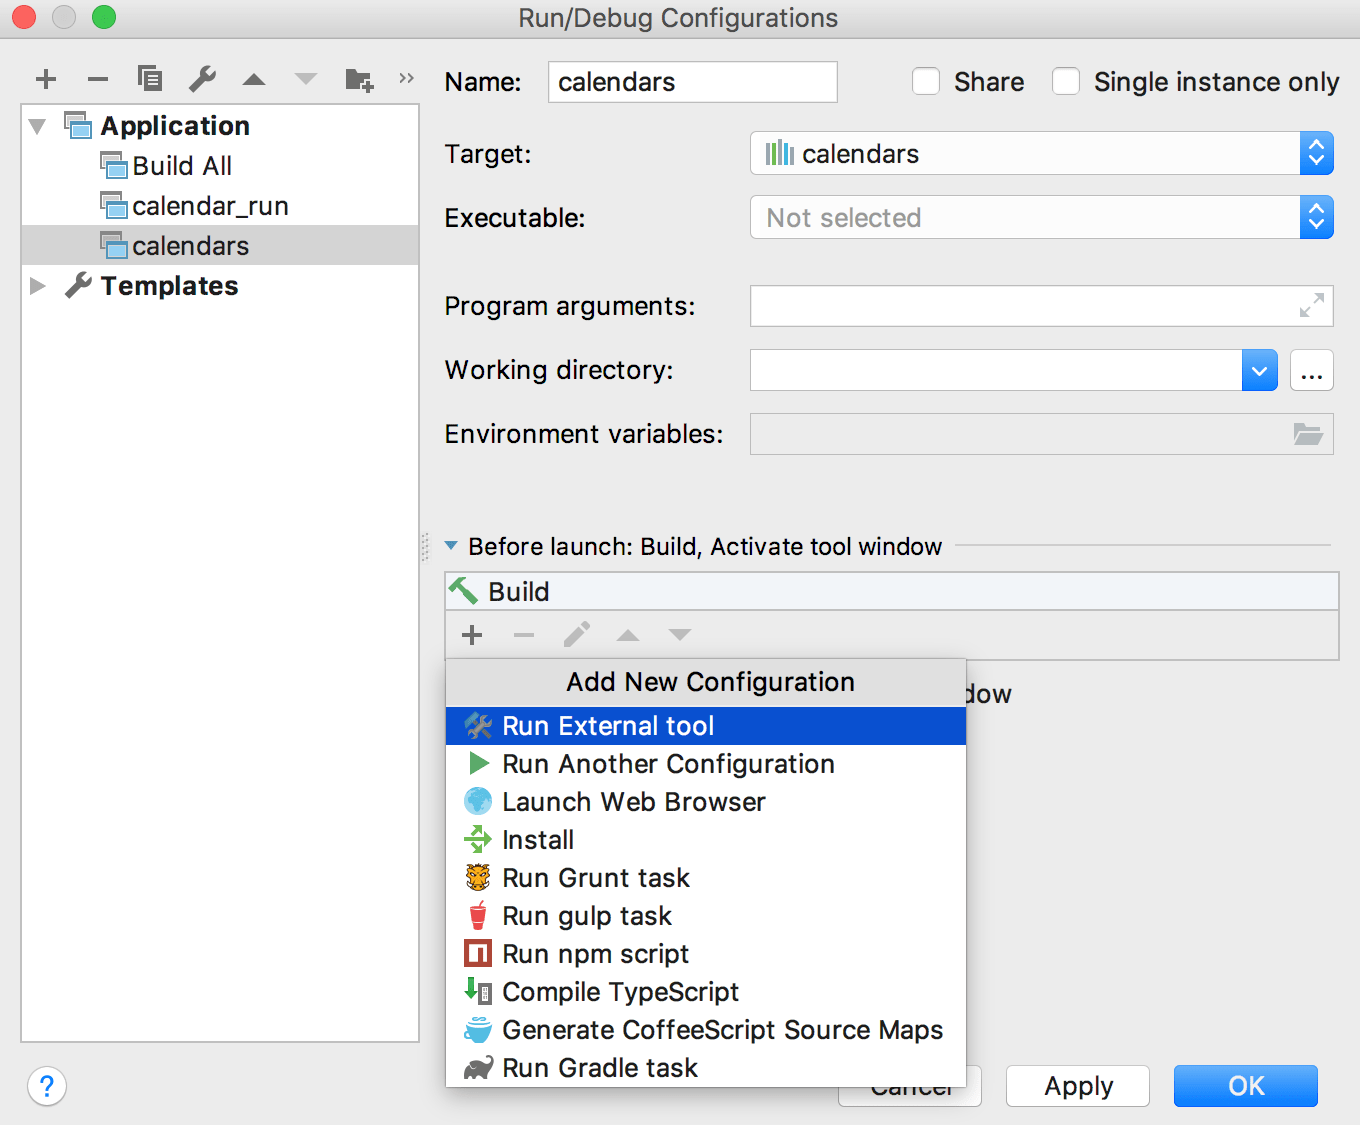 Run/Debug Configurations
Name: calendars Share Single instance only
Application
Build All
calendar_run
calendars
Templates
Target: calendars
Executable: Not selected
Program arguments:
Working directory: ...
Environment variables:
Before launch: Build, Activate tool window
Build
Add New Configuration
Run External tool
Run Another Configuration
Launch Web Browser
Install
Run Grunt task
Run gulp task
Run npm script
Compile TypeScript
Generate CoffeeScript Source Maps
Run Gradle task
? Cancel Apply OK